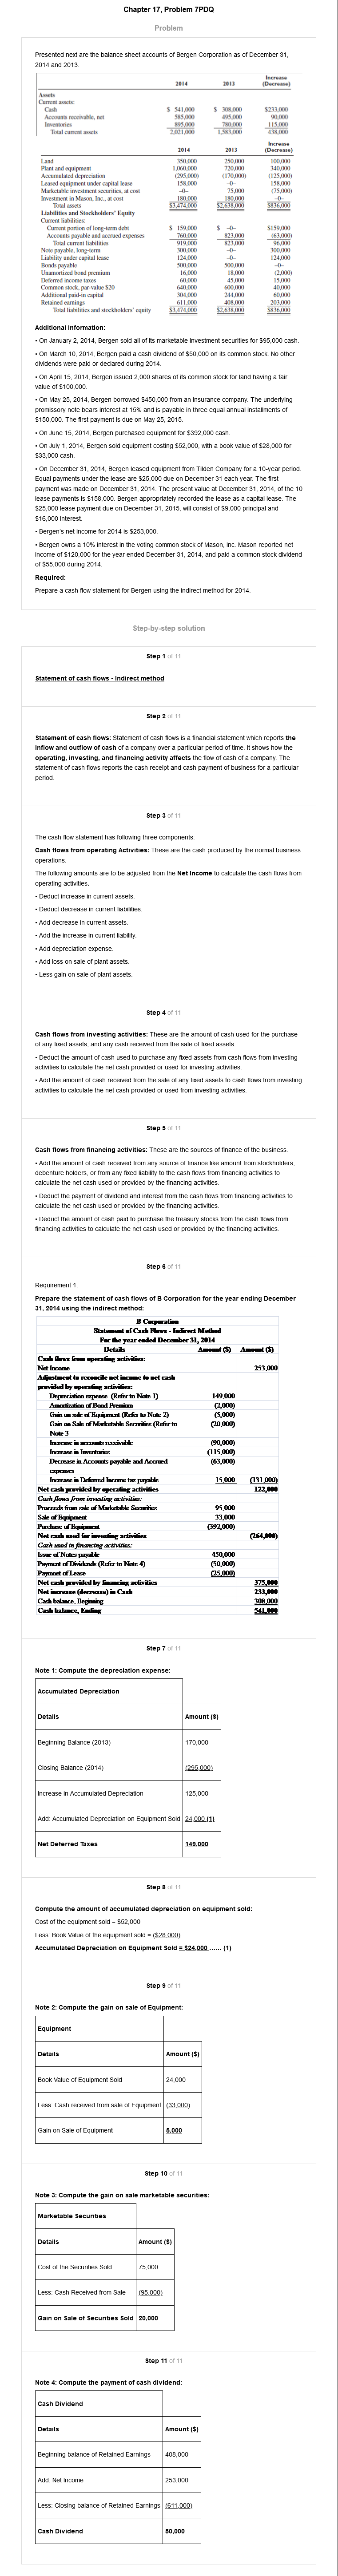 Chapter 17, Problem 7PDQ
Problem
Presented next are the balance sheet accounts of Bergen Corporation as of December 31,
2014 and 2013.
2014 2013 Increase (Decrease)
Assets
Current assets:
Cash $ 541,000 $ 308,000 $233,000
Accounts receivable, net 585,000 495,000 90,000
Inventories 895,000 780,000 115,000
Total current assets 2,021,000 1,583,000 438,000
2014 2013 Increase (Decrease)
Land 350,000 250,000 100,000
Plant and equipment 1,060,000 720,000 340,000
Accumulated depreciation (295,000) (170,000) (125,000)
Leased equipment under capital lease 158,000 -0- 158,000
Marketable investment securities, at cost -0- 75,000 (75,000)
Investment in Mason, Inc., at cost 180,000 180,000 -0-
Total assets $3,474,000 $2,638,000 $836,000
Liabilities and Stockholders' Equity
Current liabilities:
Current portion of long-term debt $ 159,000 $ -0- $159,000
Accounts payable and accrued expenses 760,000 823,000 (63,000)
Total current liabilities 919,000 823,000 96,000
Note payable, long-term 300,000 -0- 300,000
Liability under capital lease 124,000 -0- 124,000
Bonds payable 500,000 500,000 -0-
Unamortized bond premium 16,000 18,000 (2,000)
Deferred income taxes 60,000 45,000 15,000
Common stock, par-value $20 640,000 600,000 40,000
Additional paid-in capital 304,000 244,000 60,000
Retained earnings 611,000 408,000 203,000
Total liabilities and stockholders' equity $3,474,000 $2,638,000 $836,000
Additional Information:
• On January 2, 2014, Bergen sold all of its marketable investment securities for $95,000 cash.
• On March 10, 2014, Bergen paid a cash dividend of $50,000 on its common stock. No other
dividends were paid or declared during 2014.
• On April 15, 2014, Bergen issued 2,000 shares of its common stock for land having a fair
value of $100,000.
• On May 25, 2014, Bergen borrowed $450,000 from an insurance company. The underlying
promissory note bears interest at 15% and is payable in three equal annual installments of
$150,000. The first payment is due on May 25, 2015.
• On June 15, 2014, Bergen purchased equipment for $392,000 cash.
• On July 1, 2014, Bergen sold equipment costing $52,000, with a book value of $28,000 for
$33,000 cash.
• On December 31, 2014, Bergen leased equipment from Tilden Company for a 10-year period.
Equal payments under the lease are $25,000 due on December 31 each year. The first
payment was made on December 31, 2014. The present value at December 31, 2014, of the 10
lease payments is $158,000. Bergen appropriately recorded the lease as a capital lease. The
$25,000 lease payment due on December 31, 2015, will consist of $9,000 principal and
$16,000 interest.
• Bergen's net income for 2014 is $253,000.
• Bergen owns a 10% interest in the voting common stock of Mason, Inc. Mason reported net
income of $120,000 for the year ended December 31, 2014, and paid a common stock dividend
of $55,000 during 2014.
Required:
Prepare a cash flow statement for Bergen using the indirect method for 2014.
Step-by-step solution
Step 1 of 11
Statement of cash flows - Indirect method
Step 2 of 11
Statement of cash flows: Statement of cash flows is a financial statement which reports the
inflow and outflow of cash of a company over a particular period of time. It shows how the
operating, investing, and financing activity affects the flow of cash of a company. The
statement of cash flows reports the cash receipt and cash payment of business for a particular
period.
Step 3 of 11
The cash flow statement has following three components:
Cash flows from operating Activities: These are the cash produced by the normal business
operations.
The following amounts are to be adjusted from the Net Income to calculate the cash flows from
operating activities.
• Deduct increase in current assets.
• Deduct decrease in current liabilities.
• Add decrease in current assets.
• Add the increase in current liability.
• Add depreciation expense.
• Add loss on sale of plant assets.
• Less gain on sale of plant assets.
Step 4 of 11
Cash flows from investing activities: These are the amount of cash used for the purchase
of any fixed assets, and any cash received from the sale of fixed assets.
• Deduct the amount of cash used to purchase any fixed assets from cash flows from investing
activities to calculate the net cash provided or used for investing activities.
• Add the amount of cash received from the sale of any fixed assets to cash flows from investing
activities to calculate the net cash provided or used from investing activities.
Step 5 of 11
Cash flows from financing activities: These are the sources of finance of the business.
• Add the amount of cash received from any source of finance like amount from stockholders,
debenture holders, or from any fixed liability to the cash flows from financing activities to
calculate the net cash used or provided by the financing activities.
• Deduct the payment of dividend and interest from the cash flows from financing activities to
calculate the net cash used or provided by the financing activities.
• Deduct the amount of cash paid to purchase the treasury stocks from the cash flows from
financing activities to calculate the net cash used or provided by the financing activities.
Step 6 of 11
Requirement 1:
Prepare the statement of cash flows of B Corporation for the year ending December
31, 2014 using the indirect method:
B Corporation
Statement of Cash Flows - Indirect Method
For the year ended December 31, 2014
Details Amount ($) Amount ($)
Cash flows from operating activities:
Net Income 253,000
Adjustment to reconcile net income to net cash
provided by operating activities:
Depreciation expense (Refer to Note 1) 149,000
Amortization of Bond Premium (2,000)
Gain on sale of Equipment (Refer to Note 2) (5,000)
Gain on Sale of Marketable Securities (Refer to (20,000)
Note 3
Increase in accounts receivable (90,000)
Increase in Inventories (115,000)
Decrease in Accounts payable and Accrued (63,000)
expenses
Increase in Deferred Income tax payable 15,000 (131,000)
Net cash provided by operating activities 122,000
Cash flows from investing activities:
Proceeds from sale of Marketable Securities 95,000
Sale of Equipment 33,000
Purchase of Equipment (392,000)
Net cash used for investing activities (264,000)
Cash used in financing activities:
Issue of Notes payable 450,000
Payment of Dividends (Refer to Note 4) (50,000)
Paymnet of Lease (25,000)
Net cash provided by financing activities 375,000
Net increase (decrease) in Cash 233,000
Cash balance, Beginning 308,000
Cash balance, Ending 541,000
Step 7 of 11
Note 1: Compute the depreciation expense:
Accumulated Depreciation
Details Amount ($)
Beginning Balance (2013) 170,000
Closing Balance (2014) (295,000)
Increase in Accumulated Depreciation 125,000
Add: Accumulated Depreciation on Equipment Sold 24,000 (1)
Net Deferred Taxes 149,000
Step 8 of 11
Compute the amount of accumulated depreciation on equipment sold:
Cost of the equipment sold = $52,000
Less: Book Value of the equipment sold = ($28,000)
Accumulated Depreciation on Equipment Sold = $24,000 ...... (1)
Step 9 of 11
Note 2: Compute the gain on sale of Equipment:
Equipment
Details Amount ($)
Book Value of Equipment Sold 24,000
Less: Cash received from sale of Equipment (33,000)
Gain on Sale of Equipment 5,000
Step 10 of 11
Note 3: Compute the gain on sale marketable securities:
Marketable Securities
Details Amount ($)
Cost of the Securities Sold 75,000
Less: Cash Received from Sale (95,000)
Gain on Sale of Securities Sold 20,000
Step 11 of 11
Note 4: Compute the payment of cash dividend:
Cash Dividend
Details Amount ($)
Beginning balance of Retained Earnings 408,000
Add: Net Income 253,000
Less: Closing balance of Retained Earnings (611,000)
Cash Dividend 50,000